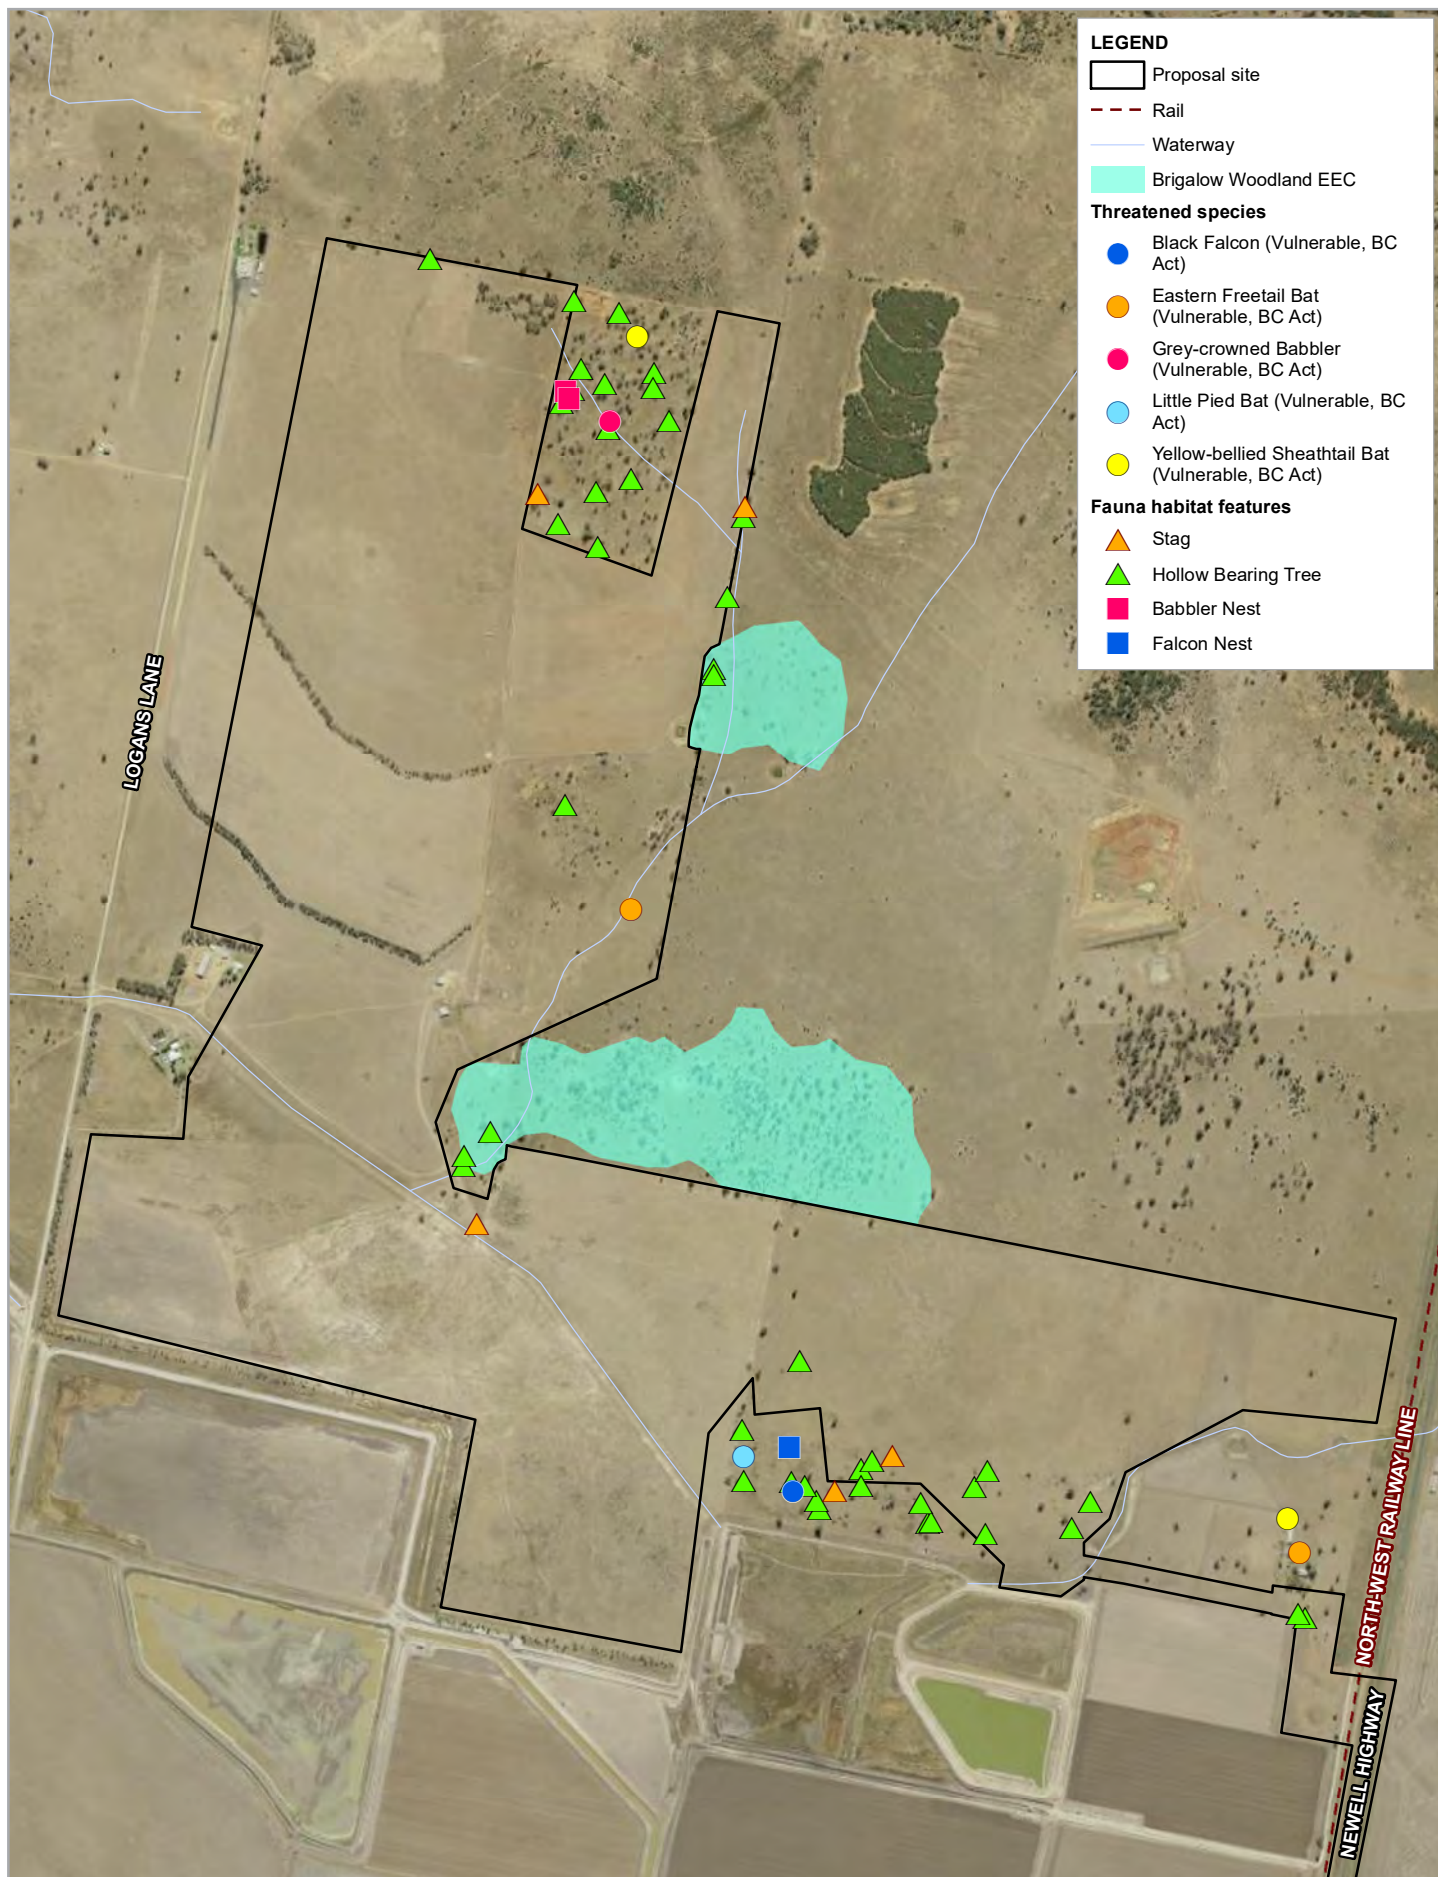 LEGEND
Proposal site
Rail
Waterway
Brigalow Woodland EEC
Threatened species
Black Falcon (Vulnerable, BC
Act)
Eastern Freetail Bat
(Vulnerable, BC Act)
Grey-crowned Babbler
(Vulnerable, BC Act)
Little Pied Bat (Vulnerable, BC
Act)
Yellow-bellied Sheathtail Bat
(Vulnerable, BC Act)
Fauna habitat features
Stag
Hollow Bearing Tree
Babbler Nest
Falcon Nest
LOGANS LANE
NORTH-WEST RAILWAY LINE
NEWELL HIGHWAY